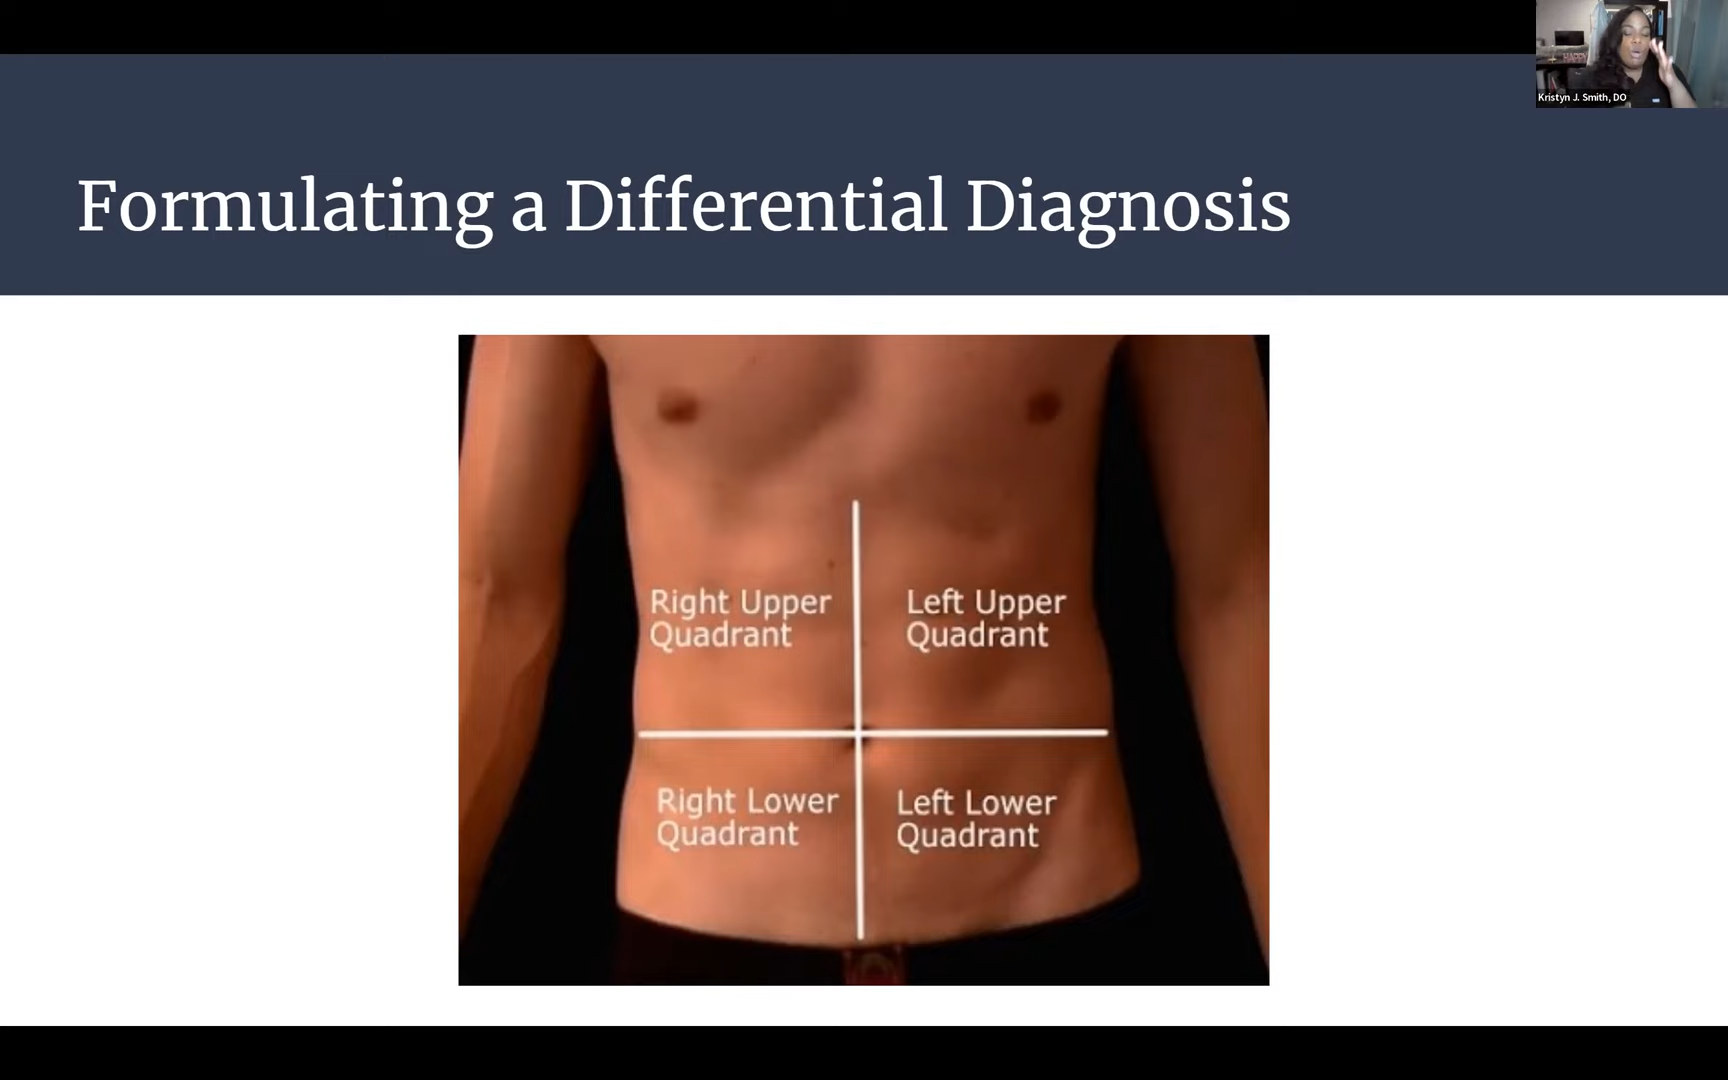 Kristyn J. Smith, DO
Formulating a Differential Diagnosis
Right Upper
Quadrant
Left Upper
Quadrant
Right Lower
Quadrant
Left Lower
Quadrant